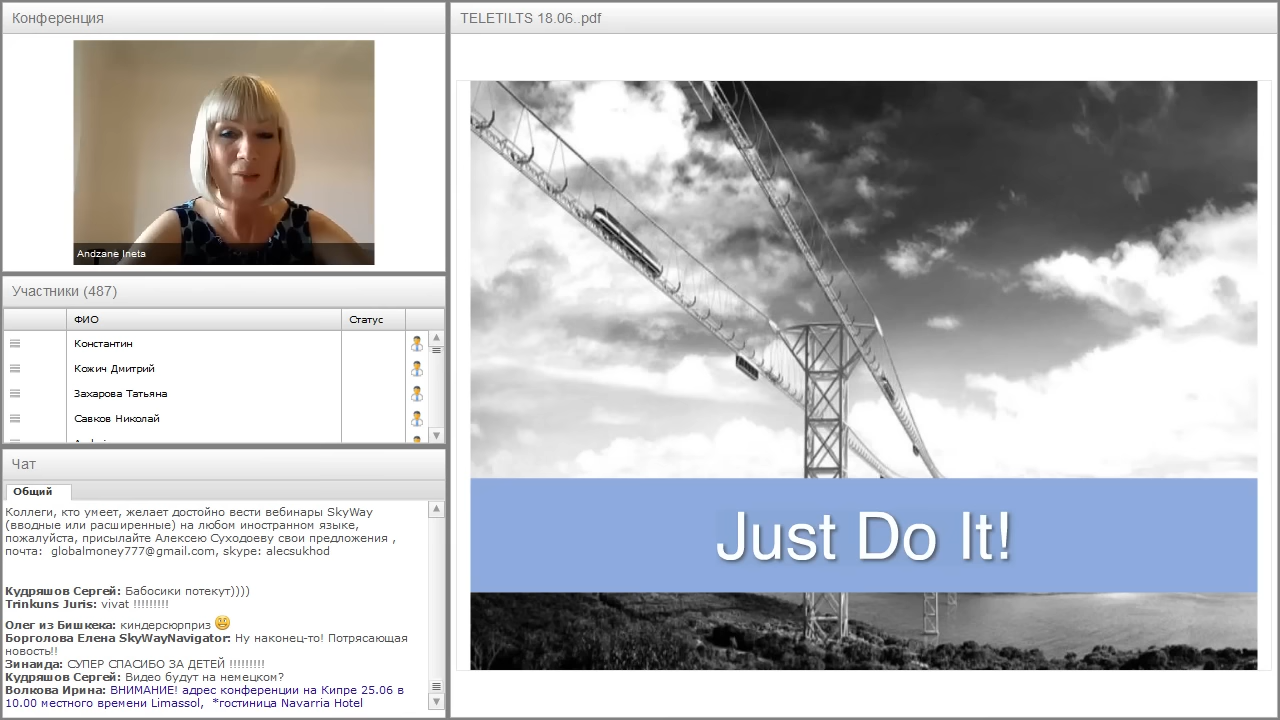 Конференция
Andzane Ineta
Участники (487)
ФИО Статус
Константин
Кожич Дмитрий
Захарова Татьяна
Савков Николай
Чат
Общий
Коллеги, кто умеет, желает достойно вести вебинары SkyWay
(вводные или расширенные) на любом иностранном языке,
пожалуйста, присылайте Алексею Суходоеву свои предложения ,
почта: globalmoney777@gmail.com, skype: alecsukhod
Кудряшов Сергей: Бабосики потекут))))
Trinkuns Juris: vivat !!!!!!!!!
Олег из Бишкека: киндерсюрприз
Борголова Елена SkyWayNavigator: Ну наконец-то! Потрясающая
новость!!
Зинаида: СУПЕР СПАСИБО ЗА ДЕТЕЙ !!!!!!!!!
Кудряшов Сергей: Видео будут на немецком?
Волкова Ирина: ВНИМАНИЕ! адрес конференции на Кипре 25.06 в
10.00 местного времени Limassol, *гостиница Navarria Hotel
TELETILTS 18.06..pdf
Just Do It!